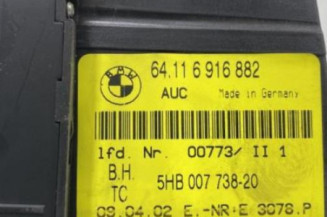 BMW
64.11 6 916 882
AUC Made in Germany
lfd. Nr. 00773/ II 1
B.H. 5HB 007 738-20
TC
09.04.02 E.-NR+E 3078.P